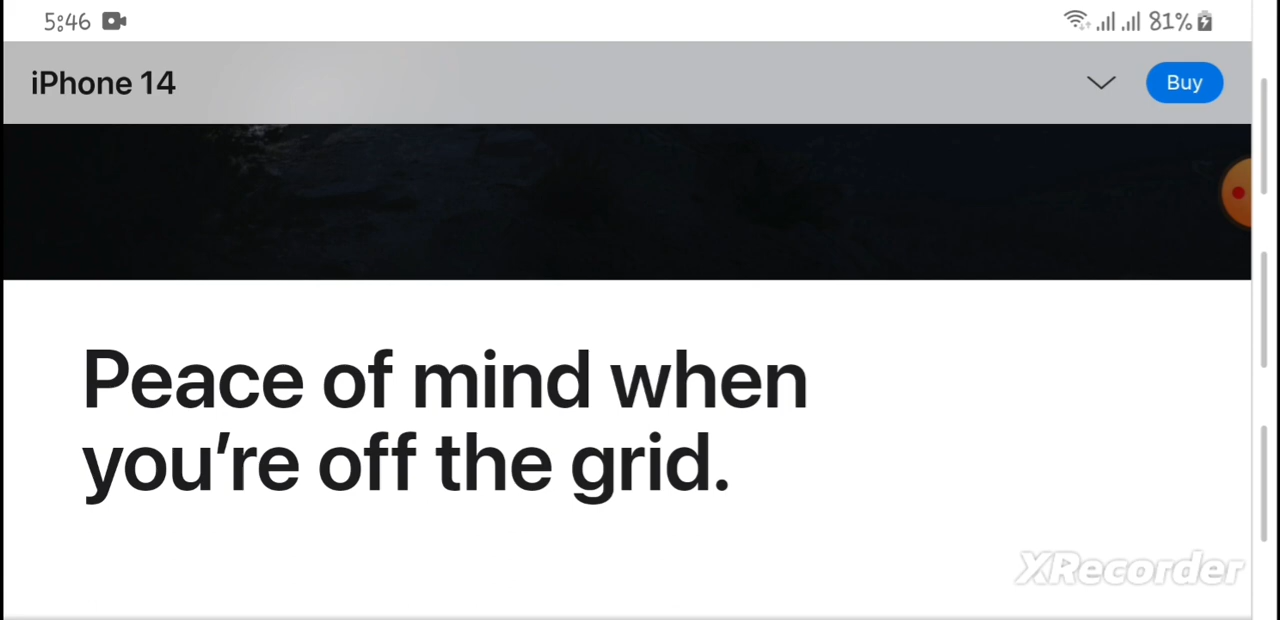 5:46
81%
iPhone 14
Buy
Peace of mind when
you’re off the grid.
XRecorder